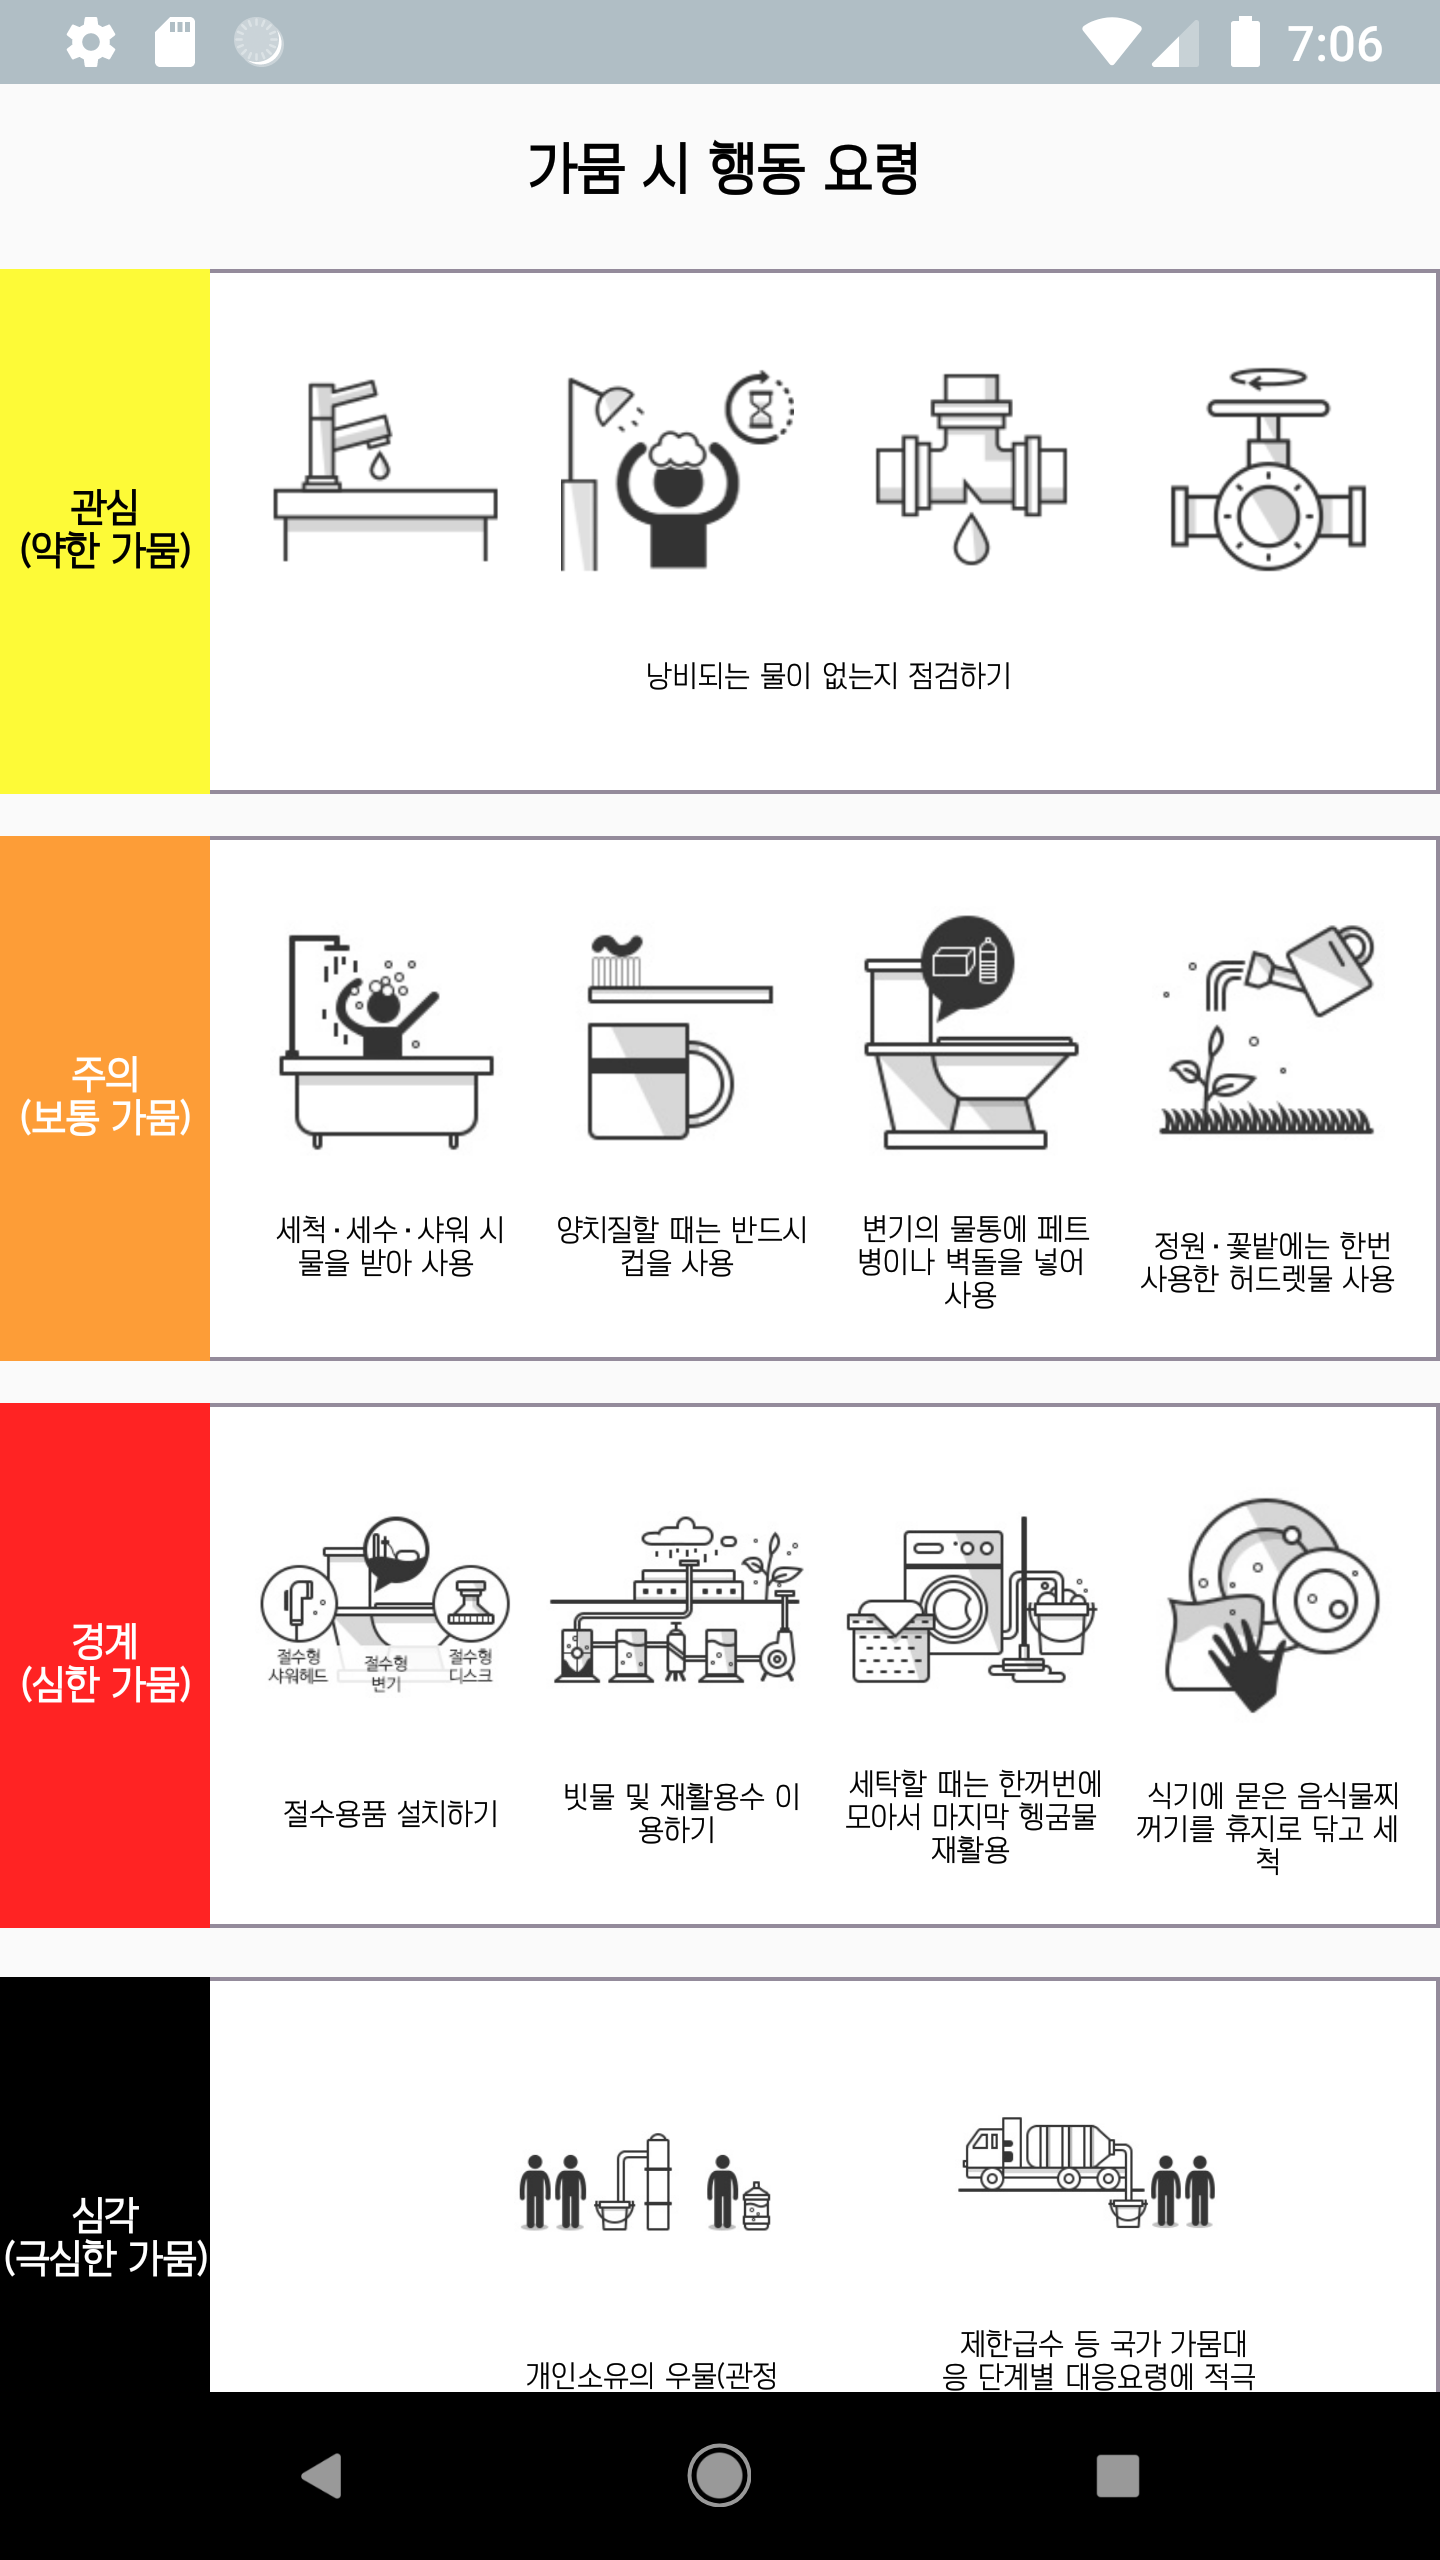 7:06
가뭄 시 행동 요령
관심
(약한 가뭄)
낭비되는 물이 없는지 점검하기
주의
(보통 가뭄)
세척·세수·샤워 시
물을 받아 사용
양치질할 때는 반드시
컵을 사용
변기의 물통에 페트
병이나 벽돌을 넣어
사용
정원·꽃밭에는 한번
사용한 허드렛물 사용
경계
(심한 가뭄)
절수형
샤워헤드
절수형
변기
절수형
디스크
절수용품 설치하기
빗물 및 재활용수 이
용하기
세탁할 때는 한꺼번에
모아서 마지막 헹굼물
재활용
식기에 묻은 음식물찌
꺼기를 휴지로 닦고 세
척
심각
(극심한 가뭄)
개인소유의 우물(관정
제한급수 등 국가 가뭄대
응 단계별 대응요령에 적극